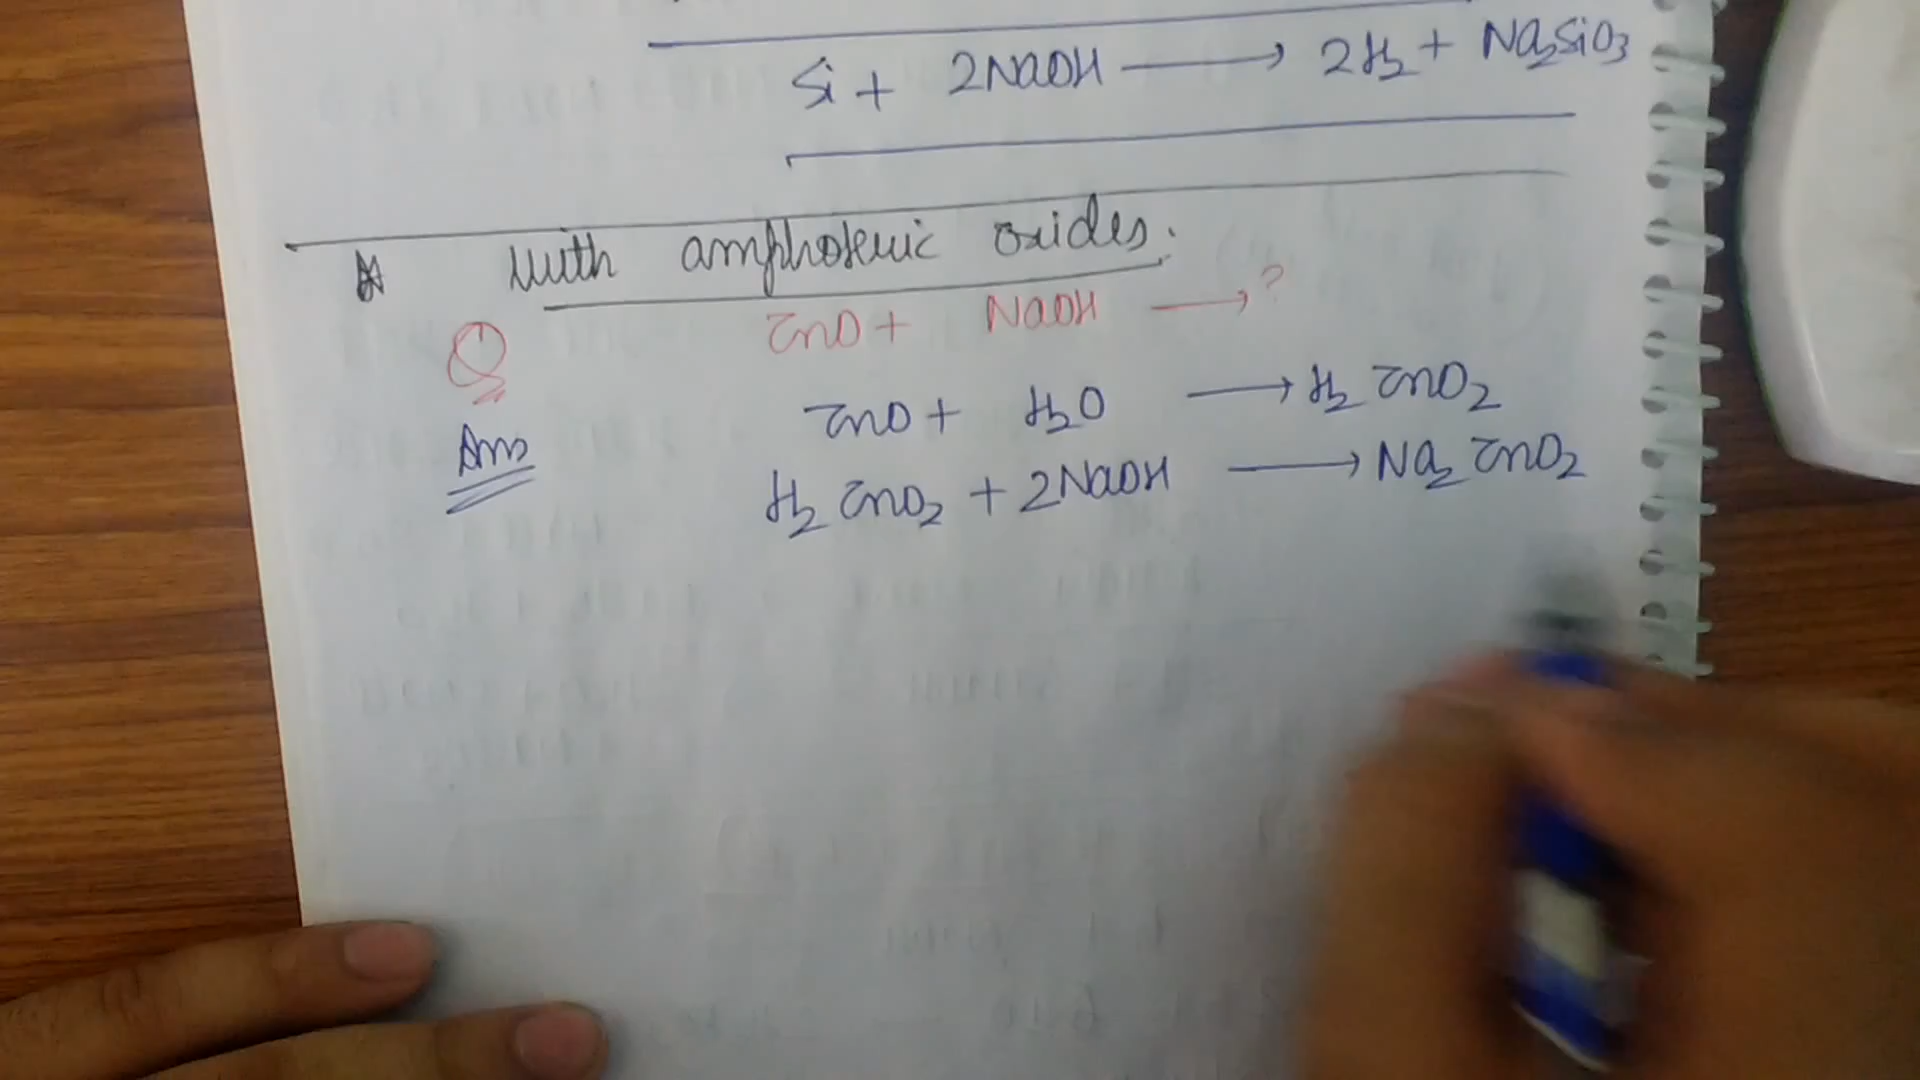 Si + 2NaOH ⟶ 2H₂ + Na₂SiO₃
With amphoteric oxides.
Q ZnO + NaOH ⟶ ?
Ans ZnO + H₂O ⟶ H₂ZnO₂
H₂ZnO₂ + 2NaOH ⟶ Na₂ZnO₂